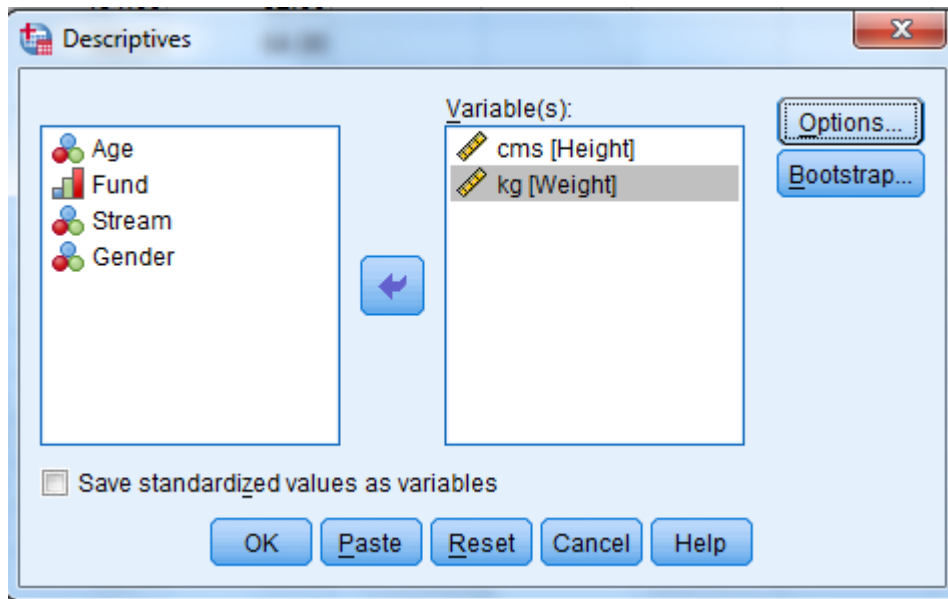 Descriptives
Variable(s):
Age
Fund
Stream
Gender
cms [Height]
kg [Weight]
Options...
Bootstrap...
Save standardized values as variables
OK
Paste
Reset
Cancel
Help